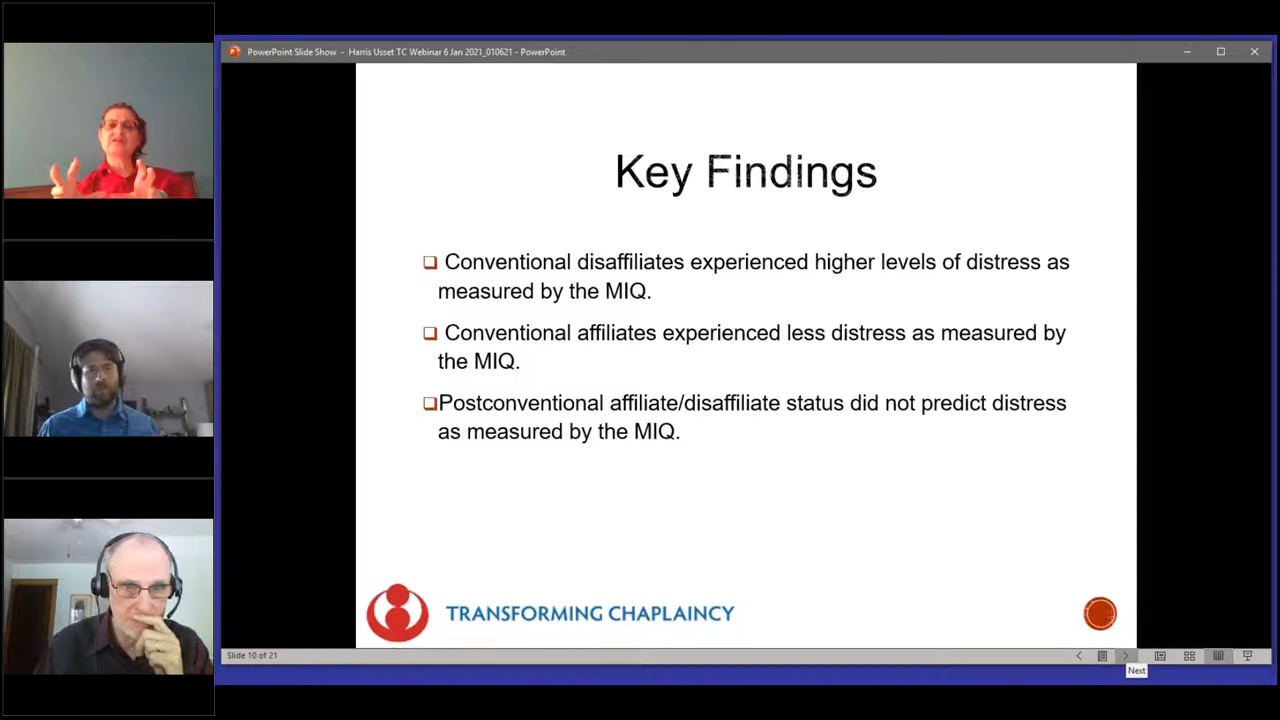 PowerPoint Slide Show - Harris Usset TC Webinar 6 Jan 2021_010621 - PowerPoint
Key Findings
Conventional disaffiliates experienced higher levels of distress as
measured by the MIQ.
Conventional affiliates experienced less distress as measured by
the MIQ.
Postconventional affiliate/disaffiliate status did not predict distress
as measured by the MIQ.
TRANSFORMING CHAPLAINCY
Slide 10 of 21
Next